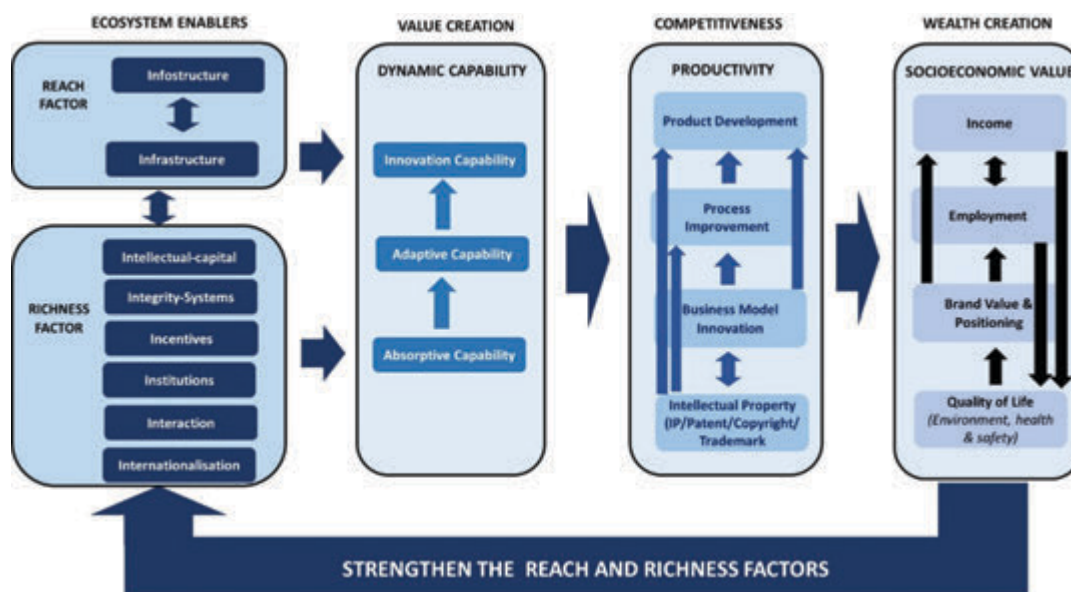 ECOSYSTEM ENABLERS
REACH
FACTOR
Infostructure
Infrastructure
RICHNESS
FACTOR
Intellectual-capital
Integrity-Systems
Incentives
Institutions
Interaction
Internationalisation
VALUE CREATION
DYNAMIC CAPABILITY
Innovation Capability
Adaptive Capability
Absorptive Capability
COMPETITIVENESS
PRODUCTIVITY
Product Development
Process
Improvement
Business Model
Innovation
Intellectual Property
(IP/Patent/Copyright/
Trademark
WEALTH CREATION
SOCIOECONOMIC VALUE
Income
Employment
Brand Value &
Positioning
Quality of Life
(Environment, health
& safety)
STRENGTHEN THE REACH AND RICHNESS FACTORS